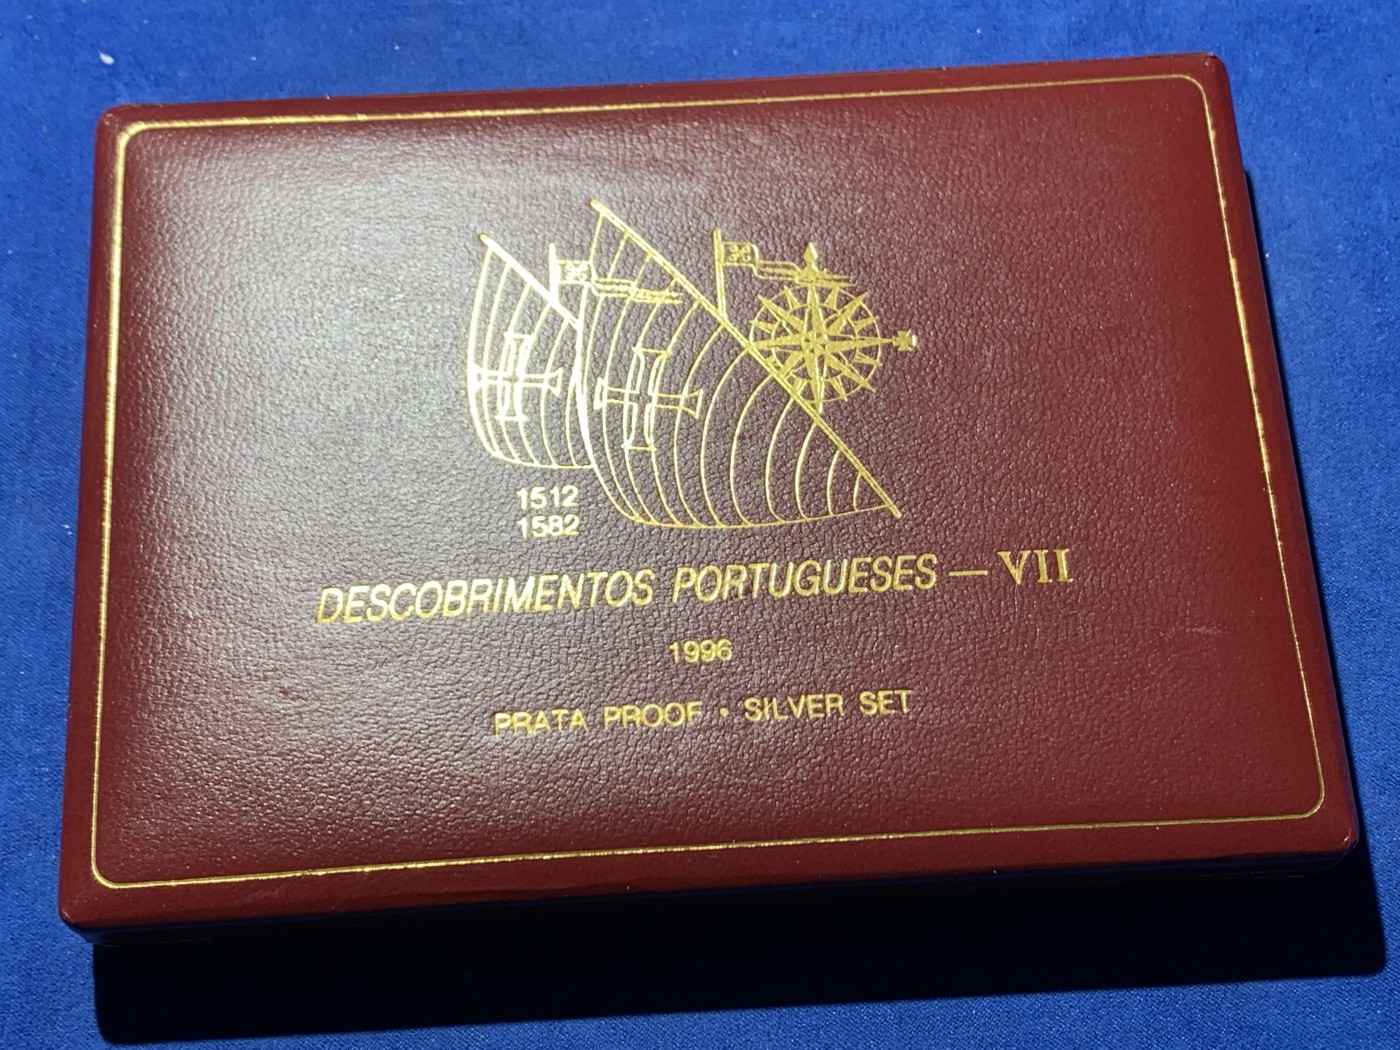 1512
1582
DESCOBRIMENTOS PORTUGUESES — VII
1996
PRATA PROOF • SILVER SET